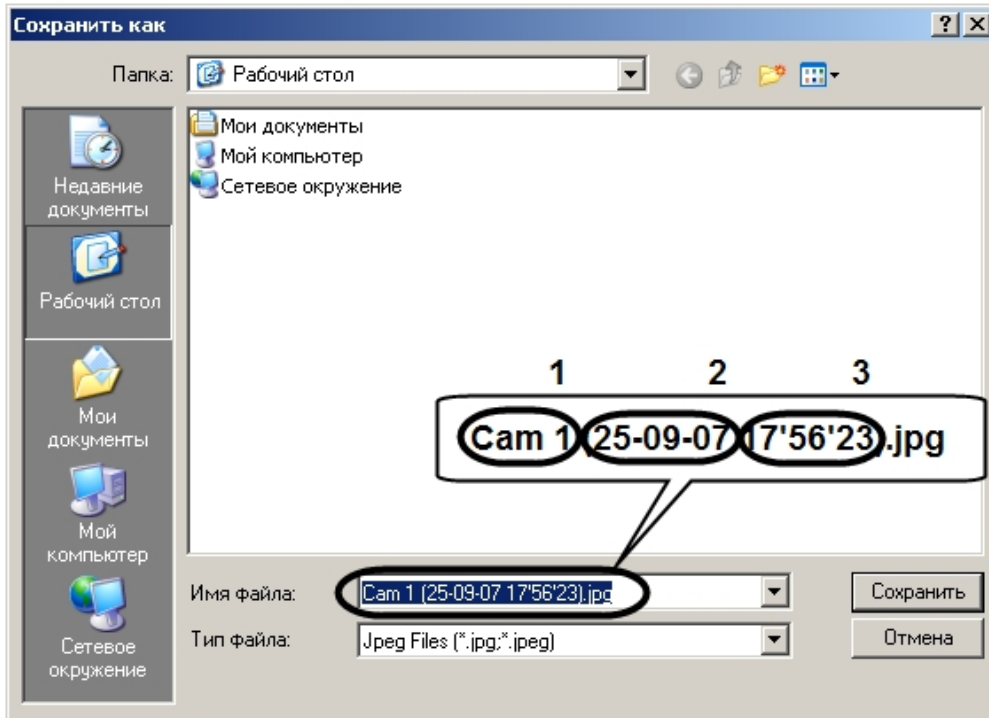 Сохранить как
Папка:
Рабочий стол
Недавние
документы
Рабочий стол
Мои
документы
Мой
компьютер
Сетевое
окружение
Мои документы
Мой компьютер
Сетевое окружение
1 2 3
Cam 1 (25-09-07 17'56'23).jpg
Имя файла:
Cam 1 (25-09-07 17'56'23).jpg
Сохранить
Тип файла:
Jpeg Files (*.jpg;*.jpeg)
Отмена